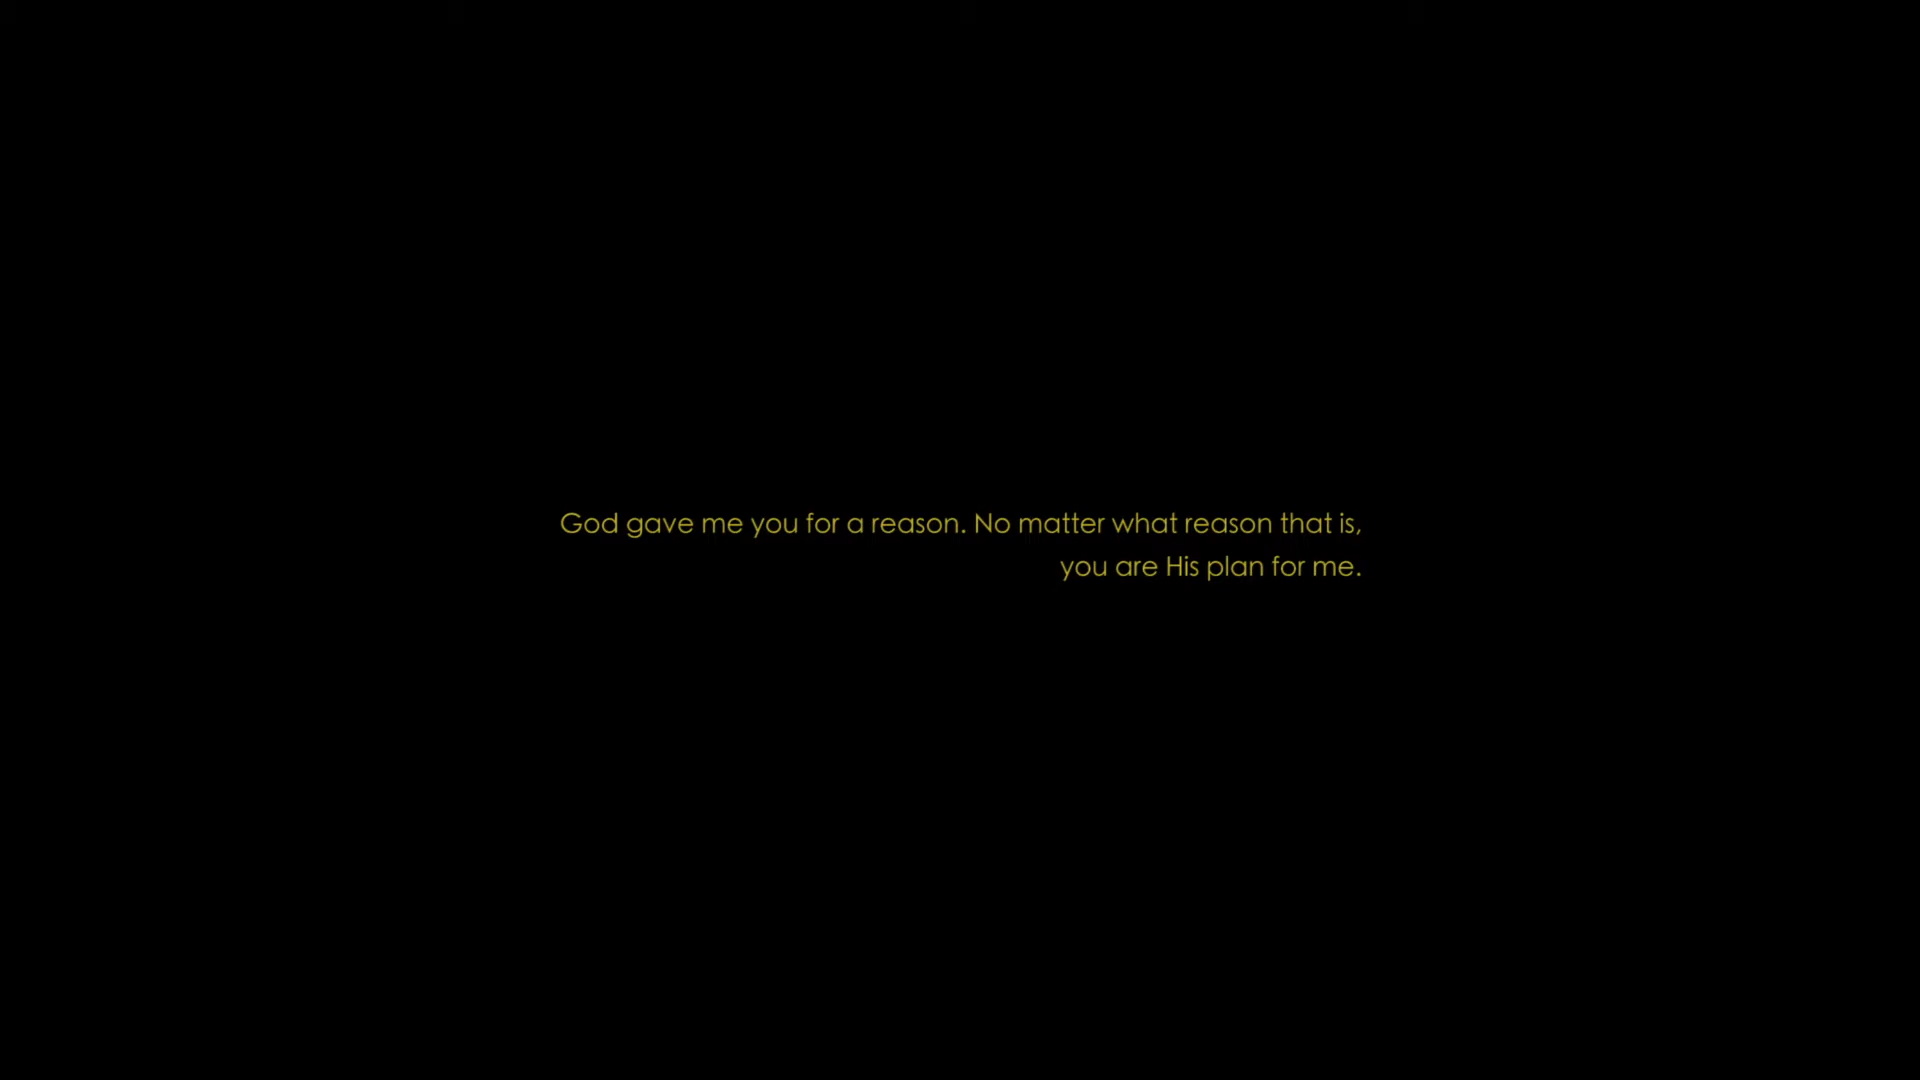 God gave me you for a reason. No matter what reason that is,
you are His plan for me.